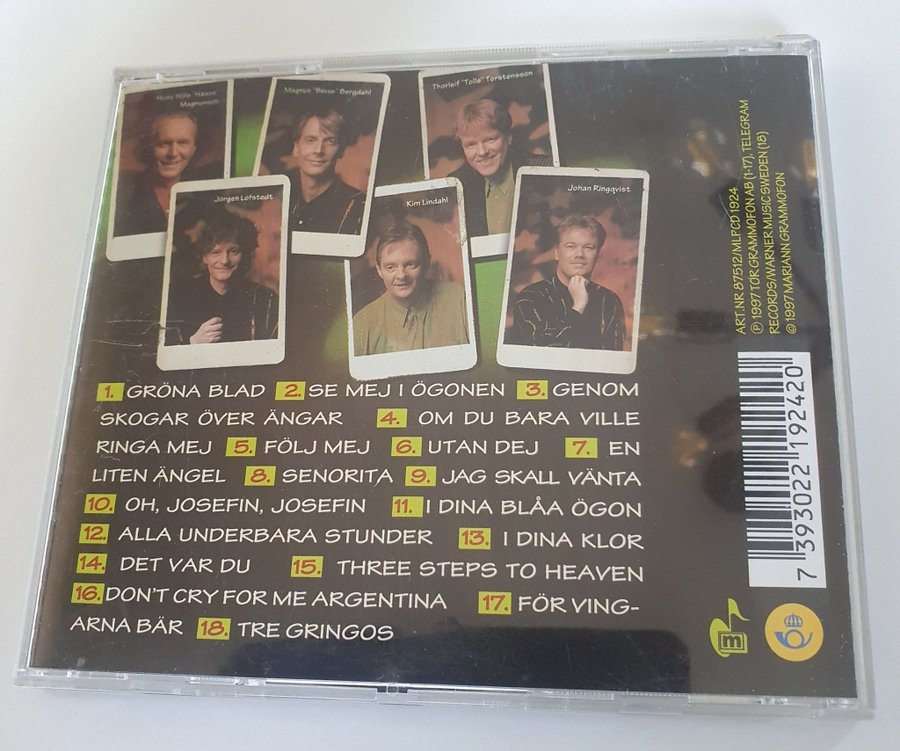 Hans-Wille "Hasse"
Magnusson
Magnus "Bisse" Bergdahl
Thorleif "Tolle" Torstensson
Jörgen Löfstedt
Kim Lindahl
Johan Ringqvist
1. GRÖNA BLAD 2. SE MEJ I ÖGONEN 3. GENOM
SKOGAR ÖVER ÄNGAR 4. OM DU BARA VILLE
RINGA MEJ 5. FÖLJ MEJ 6. UTAN DEJ 7. EN
LITEN ÄNGEL 8. SENORITA 9. JAG SKALL VÄNTA
10. OH, JOSEFIN, JOSEFIN 11. I DINA BLÅA ÖGON
12. ALLA UNDERBARA STUNDER 13. I DINA KLOR
14. DET VAR DU 15. THREE STEPS TO HEAVEN
16. DON'T CRY FOR ME ARGENTINA 17. FÖR VING-
ARNA BÄR 18. TRE GRINGOS
ART. NR 87512/MLPCD 1924
℗ 1997 TOR GRAMMOFON AB (1-17), TELEGRAM
RECORDS/WARNER MUSIC SWEDEN (18)
© 1997 MARIANN GRAMMOFON
7 393022 192420
m